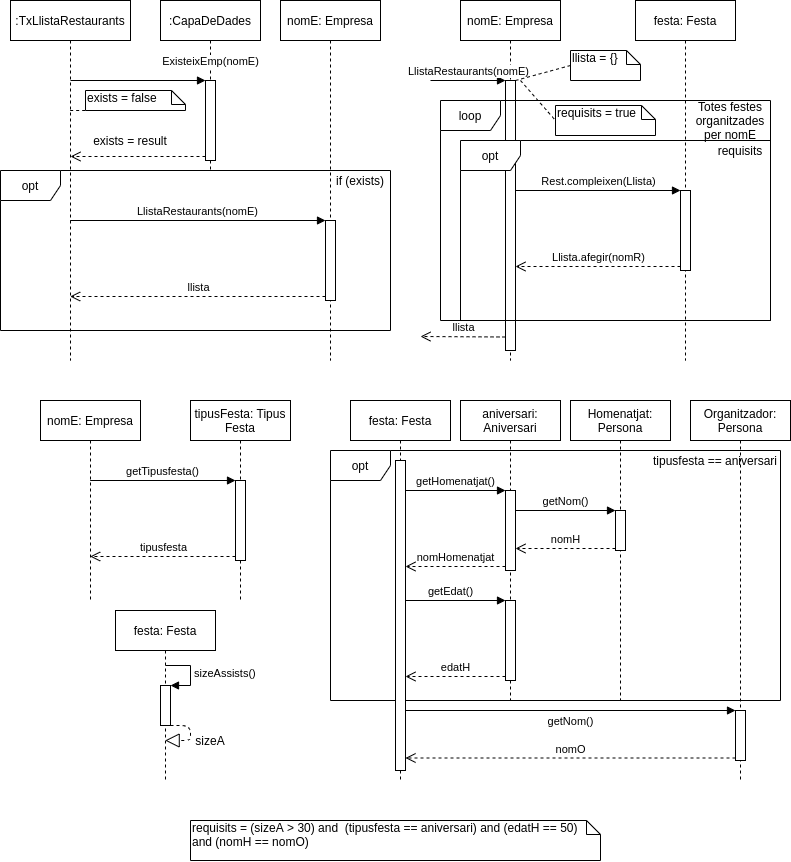 :TxLlistaRestaurants
:CapaDeDades
nomE: Empresa
ExisteixEmp(nomE)
exists = false
exists = result
opt
if (exists)
LlistaRestaurants(nomE)
llista
nomE: Empresa
festa: Festa
llista = {}
LlistaRestaurants(nomE)
requisits = true
loop
Totes festes
organitzades
per nomE
opt
requisits
Rest.compleixen(Llista)
Llista.afegir(nomR)
llista
nomE: Empresa
tipusFesta: Tipus
Festa
getTipusfesta()
tipusfesta
festa: Festa
sizeAssists()
sizeA
festa: Festa
aniversari:
Aniversari
Homenatjat:
Persona
Organitzador:
Persona
opt
tipusfesta == aniversari
getHomenatjat()
getNom()
nomH
nomHomenatjat
getEdat()
edatH
getNom()
nomO
requisits = (sizeA > 30) and  (tipusfesta == aniversari) and (edatH == 50)
and (nomH == nomO)